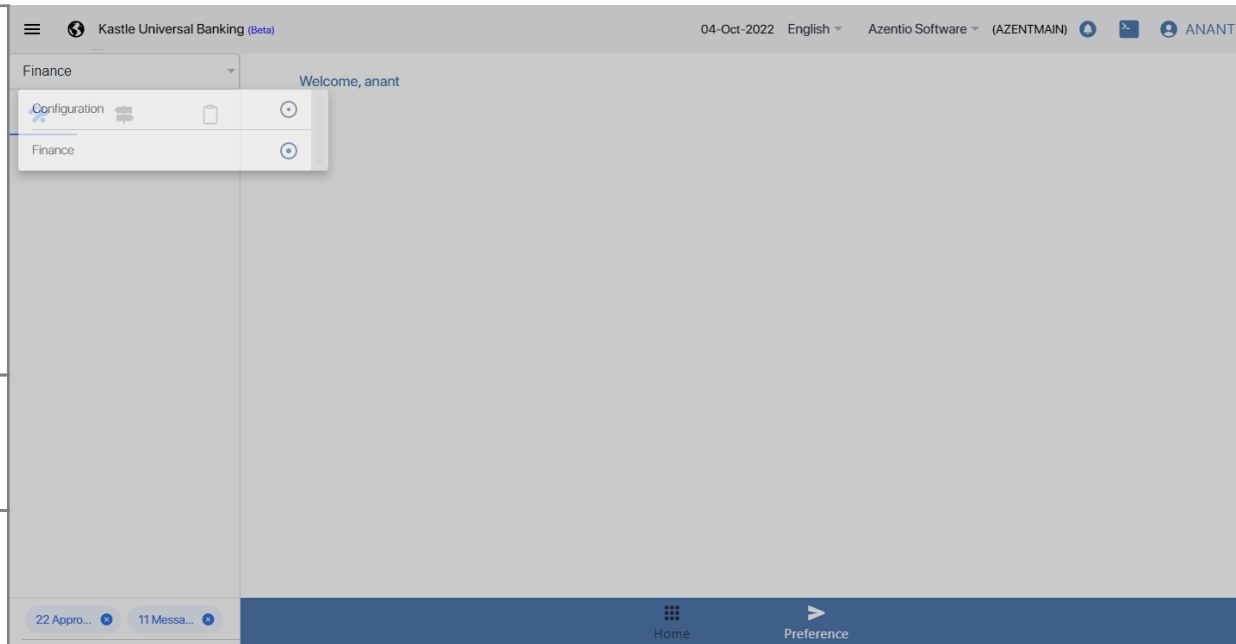 Kastle Universal Banking (Beta) 04-Oct-2022 English Azentio Software (AZENTMAIN) ANANT
Finance
Welcome, anant
Configuration
Finance
22 Appro... 11 Messa...
Home Preference